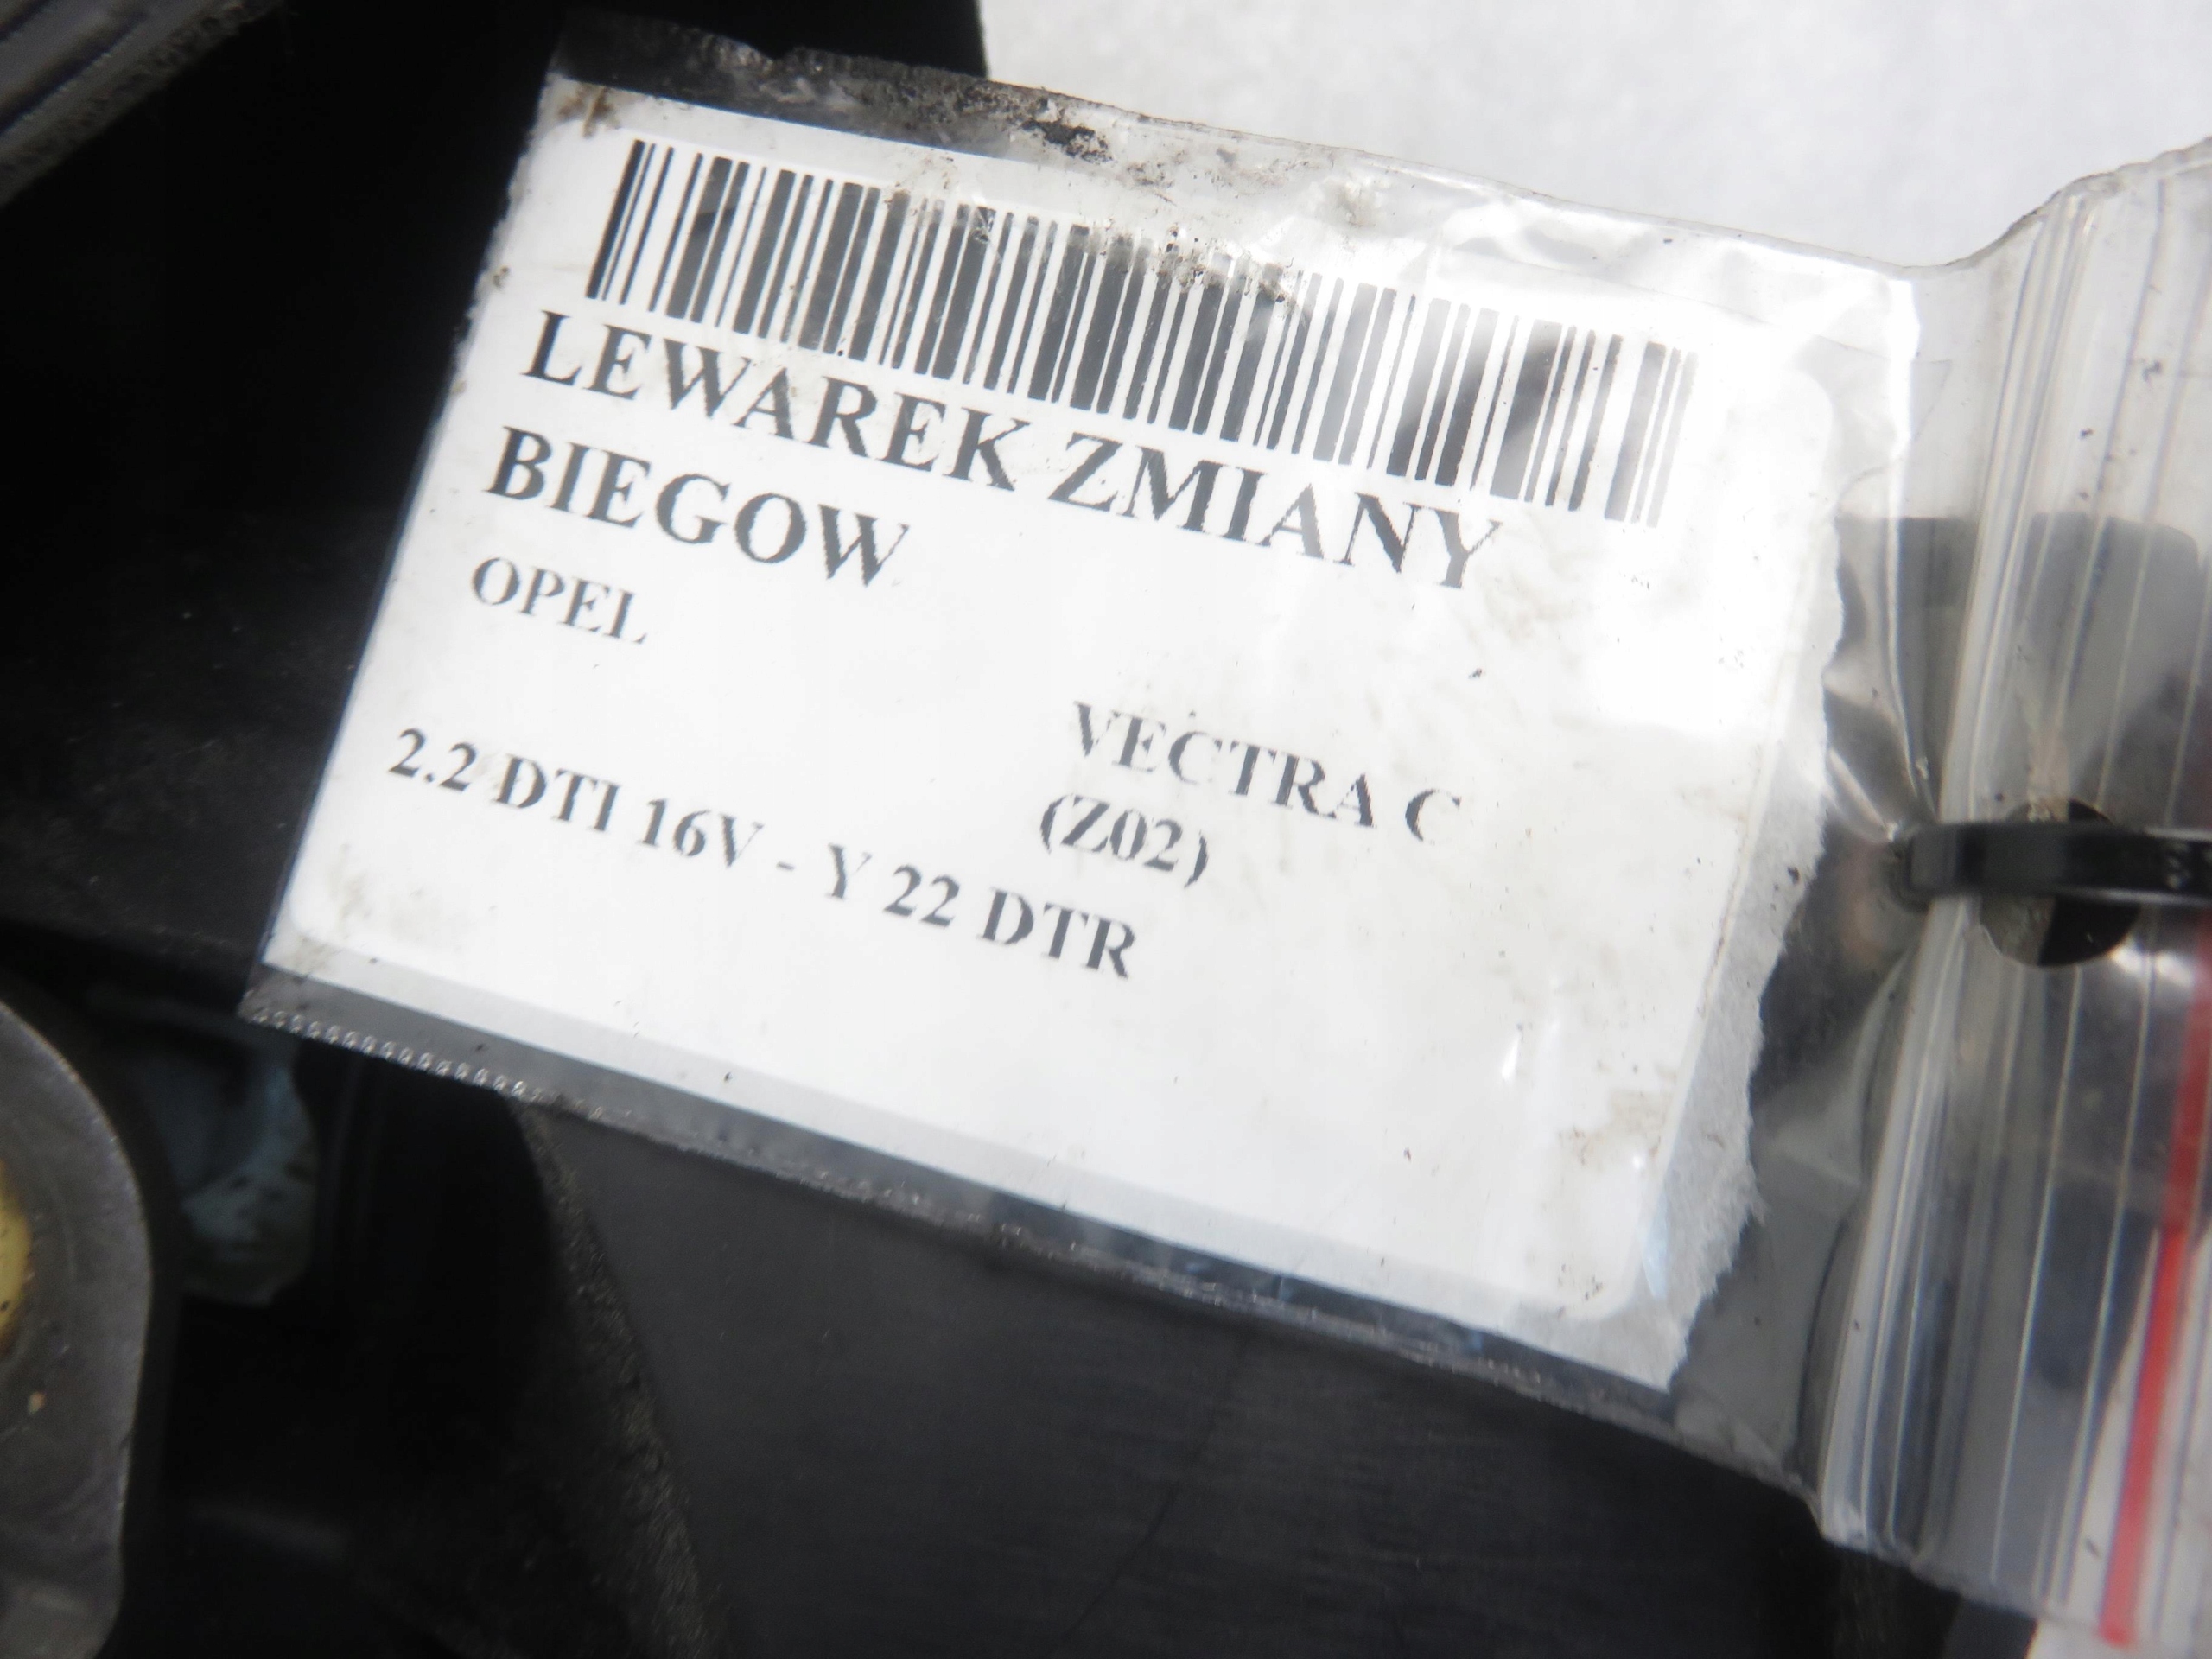 LEWAREK ZMIANY
BIEGOW
OPEL
VECTRA C
(Z02)
2.2 DTI 16V - Y 22 DTR